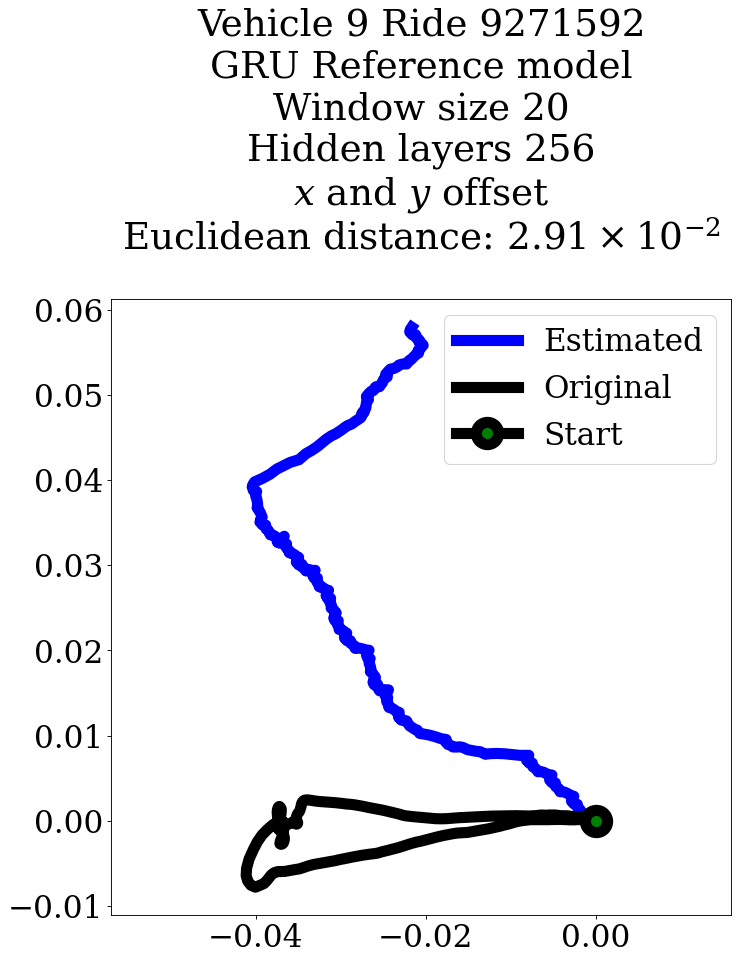 Vehicle 9 Ride 9271592
GRU Reference model
Window size 20
Hidden layers 256
x and y offset
Euclidean distance: 2.91 × 10⁻²
0.06
0.05
0.04
0.03
0.02
0.01
0.00
−0.01
Estimated
Original
Start
−0.04 −0.02 0.00